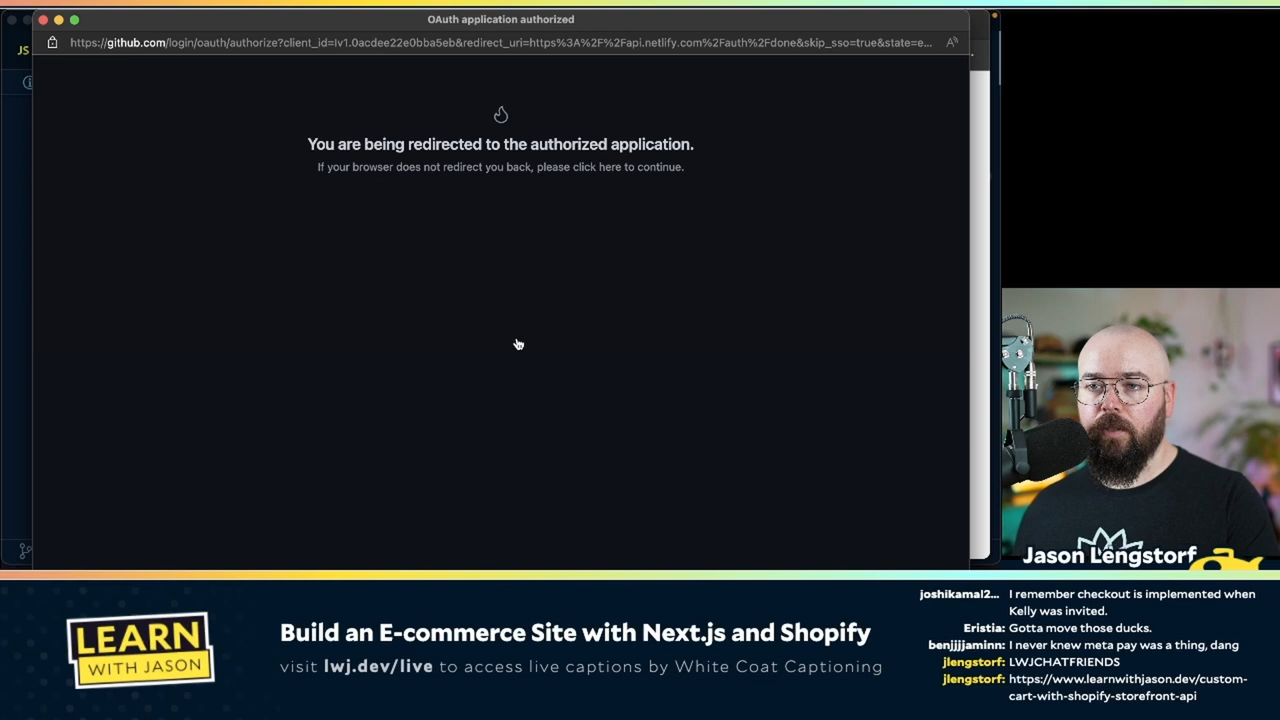 OAuth application authorized
JS
https://github.com/login/oauth/authorize?client_id=Iv1.0acdee22e0bba5eb&redirect_uri=https%3A%2F%2Fapi.netlify.com%2Fauth%2Fdone&skip_sso=true&state=e...
You are being redirected to the authorized application.
If your browser does not redirect you back, please click here to continue.
Jason Lengstorf
LEARN
WITH JASON
Build an E-commerce Site with Next.js and Shopify
visit lwj.dev/live to access live captions by White Coat Captioning
joshikamal2... I remember checkout is implemented when
Kelly was invited.
Eristia: Gotta move those ducks.
benjjjjaminn: I never knew meta pay was a thing, dang
jlengstorf: LWJCHATFRIENDS
jlengstorf: https://www.learnwithjason.dev/custom-
cart-with-shopify-storefront-api